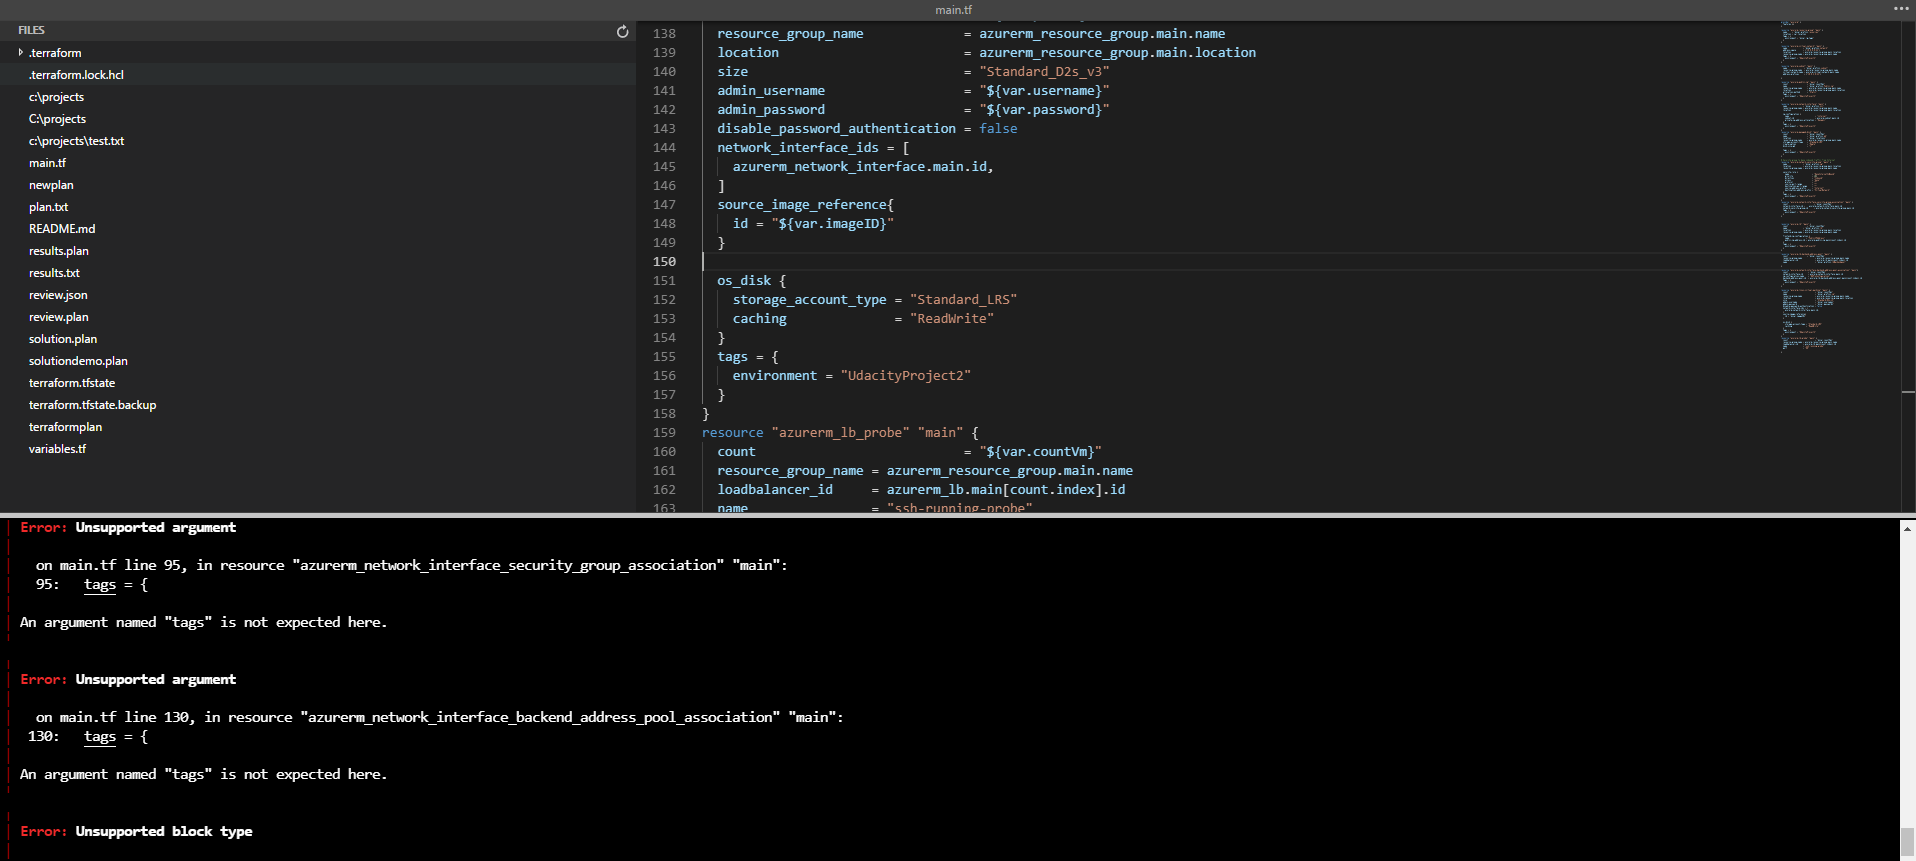 main.tf
FILES
.terraform
.terraform.lock.hcl
c:\projects
C:\projects
c:\projects\test.txt
main.tf
newplan
plan.txt
README.md
results.plan
results.txt
review.json
review.plan
solution.plan
solutiondemo.plan
terraform.tfstate
terraform.tfstate.backup
terraformplan
variables.tf
138 resource_group_name = azurerm_resource_group.main.name
139 location = azurerm_resource_group.main.location
140 size = "Standard_D2s_v3"
141 admin_username = "${var.username}"
142 admin_password = "${var.password}"
143 disable_password_authentication = false
144 network_interface_ids = [
145 azurerm_network_interface.main.id,
146 ]
147 source_image_reference{
148 id = "${var.imageID}"
149 }
150
151 os_disk {
152 storage_account_type = "Standard_LRS"
153 caching = "ReadWrite"
154 }
155 tags = {
156 environment = "UdacityProject2"
157 }
158 }
159 resource "azurerm_lb_probe" "main" {
160 count = "${var.countVm}"
161 resource_group_name = azurerm_resource_group.main.name
162 loadbalancer_id = azurerm_lb.main[count.index].id
163 name = "ssh-running-probe"
Error: Unsupported argument
on main.tf line 95, in resource "azurerm_network_interface_security_group_association" "main":
95: tags = {
An argument named "tags" is not expected here.
Error: Unsupported argument
on main.tf line 130, in resource "azurerm_network_interface_backend_address_pool_association" "main":
130: tags = {
An argument named "tags" is not expected here.
Error: Unsupported block type